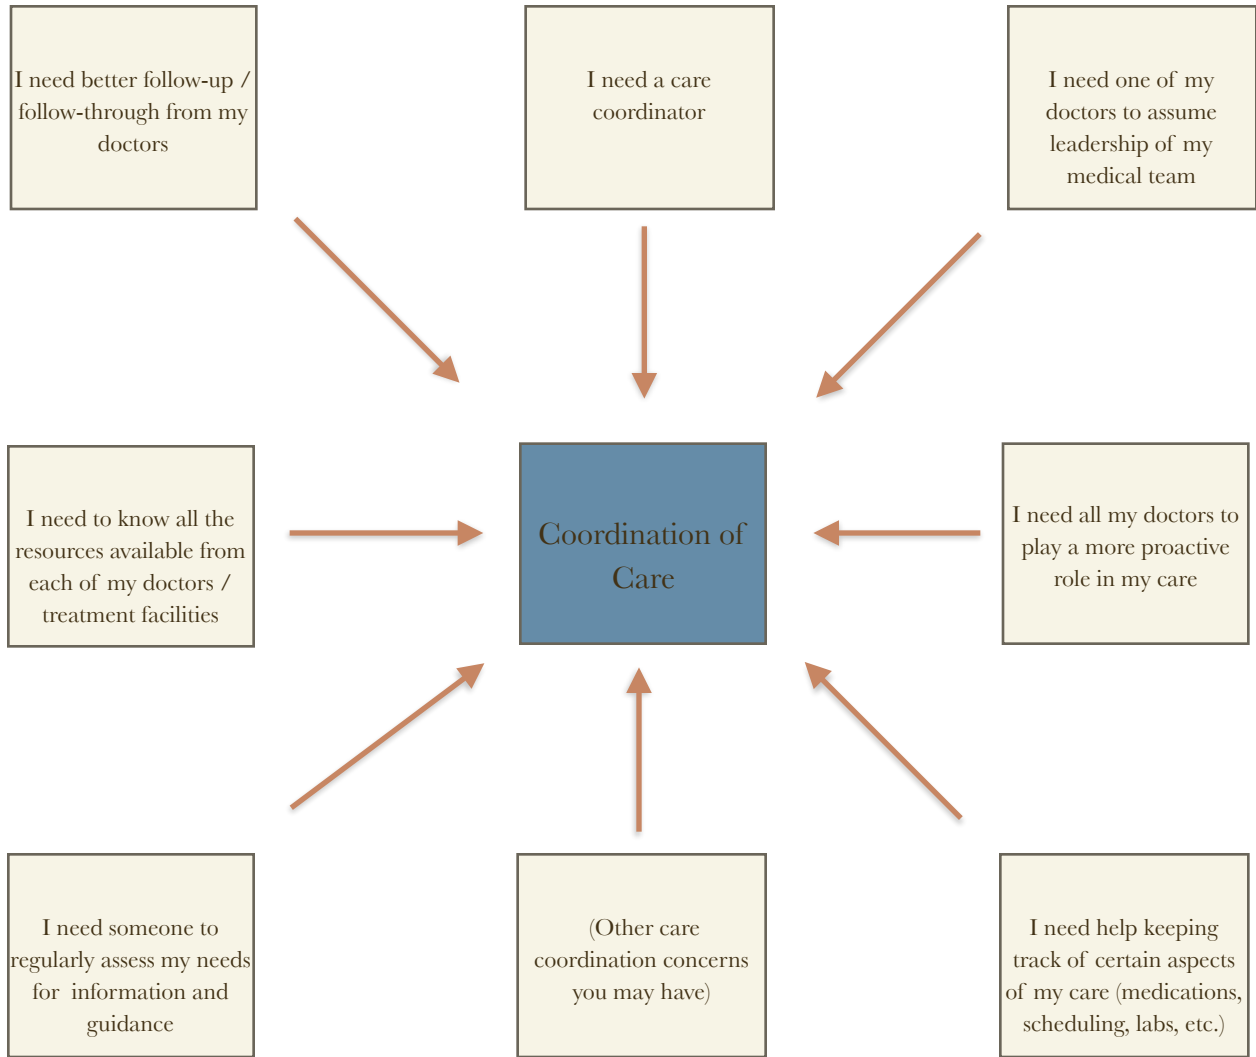 I need better follow-up /
follow-through from my
doctors
I need a care
coordinator
I need one of my
doctors to assume
leadership of my
medical team
I need to know all the
resources available from
each of my doctors /
treatment facilities
Coordination of
Care
I need all my doctors to
play a more proactive
role in my care
I need someone to
regularly assess my needs
for information and
guidance
(Other care
coordination concerns
you may have)
I need help keeping
track of certain aspects
of my care (medications,
scheduling, labs, etc.)